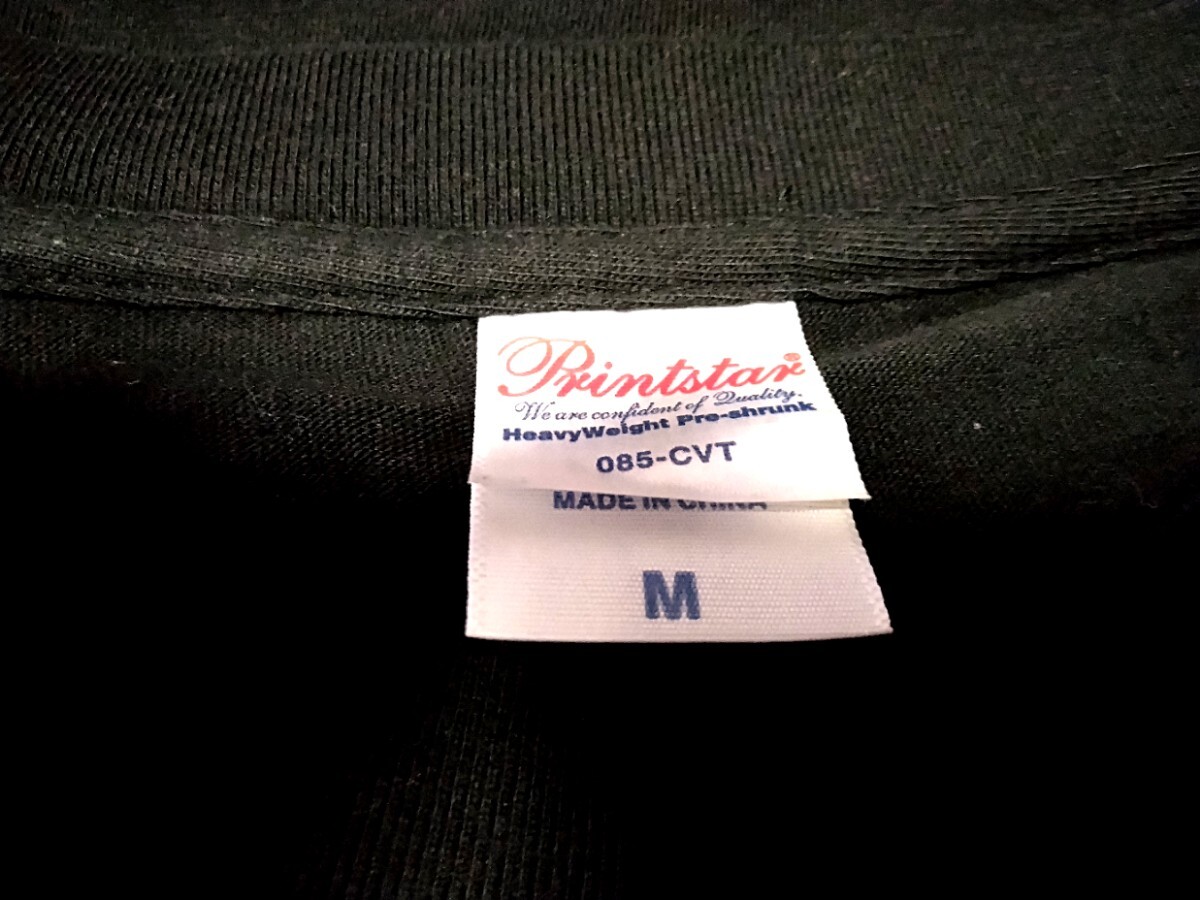 Printstar®
We are confident of Quality.
HeavyWeight Pre-shrunk
085-CVT
MADE IN CHINA
M